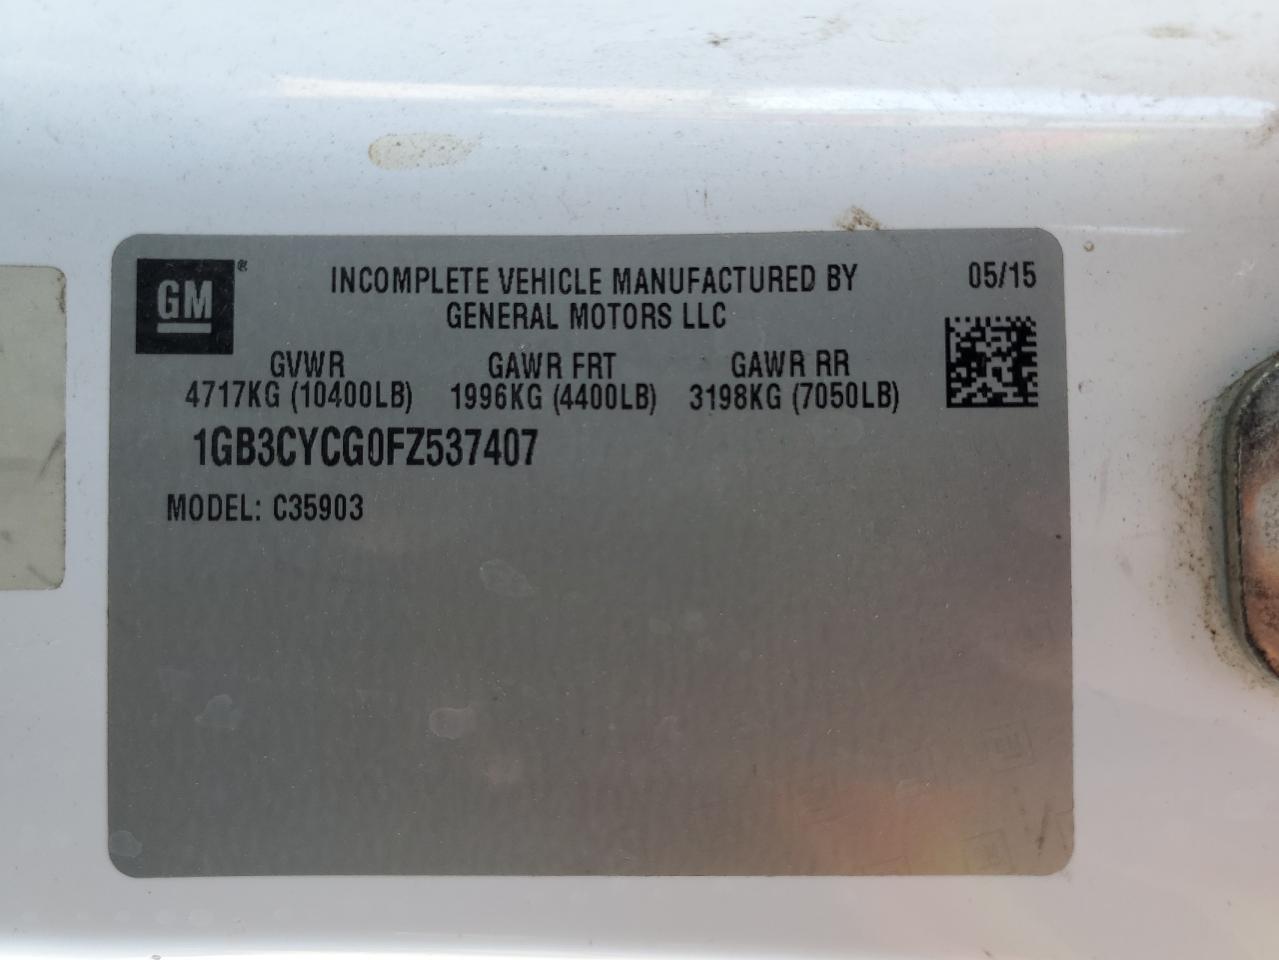 GM®
INCOMPLETE VEHICLE MANUFACTURED BY
GENERAL MOTORS LLC
05/15
GVWR GAWR FRT GAWR RR
4717KG (10400LB) 1996KG (4400LB) 3198KG (7050LB)
1GB3CYCG0FZ537407
MODEL: C35903